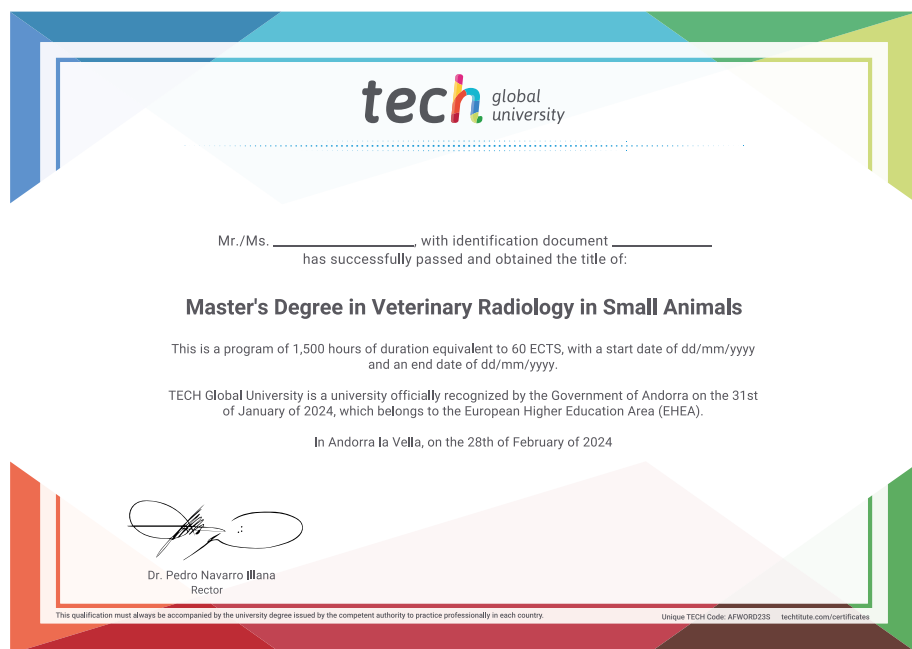 tech global
university
Mr./Ms. ____________, with identification document ____________
has successfully passed and obtained the title of:
Master's Degree in Veterinary Radiology in Small Animals
This is a program of 1,500 hours of duration equivalent to 60 ECTS, with a start date of dd/mm/yyyy
and an end date of dd/mm/yyyy.
TECH Global University is a university officially recognized by the Government of Andorra on the 31st
of January of 2024, which belongs to the European Higher Education Area (EHEA).
In Andorra la Vella, on the 28th of February of 2024
Dr. Pedro Navarro Illana
Rector
This qualification must always be accompanied by the university degree issued by the competent authority to practice professionally in each country.
Unique TECH Code: AFWORD23S techtitute.com/certificates